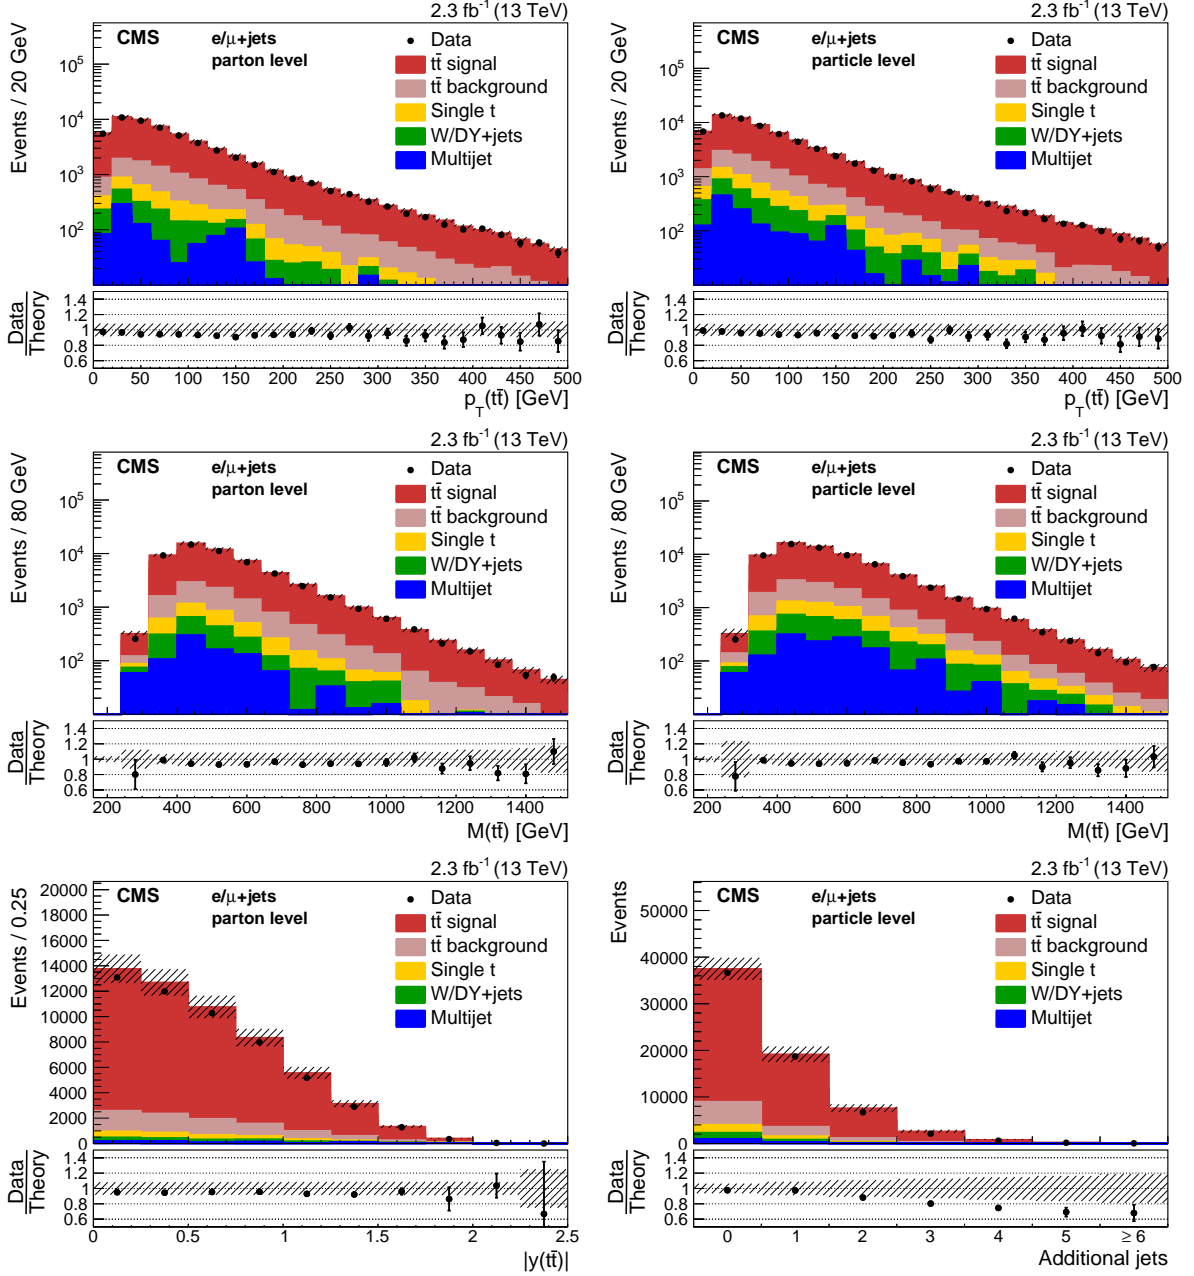 2.3 fb⁻¹ (13 TeV)
CMS
e/μ+jets
parton level
Data
tt̄ signal
tt̄ background
Single t
W/DY+jets
Multijet
Events / 20 GeV
10⁵
10⁴
10³
10²
Data
Theory
1.4
1.2
1
0.8
0.6
0 50 100 150 200 250 300 350 400 450 500
p_T(tt̄) [GeV]
2.3 fb⁻¹ (13 TeV)
CMS
e/μ+jets
particle level
Data
tt̄ signal
tt̄ background
Single t
W/DY+jets
Multijet
Events / 20 GeV
10⁵
10⁴
10³
10²
Data
Theory
1.4
1.2
1
0.8
0.6
0 50 100 150 200 250 300 350 400 450 500
p_T(tt̄) [GeV]
2.3 fb⁻¹ (13 TeV)
CMS
e/μ+jets
parton level
Data
tt̄ signal
tt̄ background
Single t
W/DY+jets
Multijet
Events / 80 GeV
10⁵
10⁴
10³
10²
Data
Theory
1.4
1.2
1
0.8
0.6
200 400 600 800 1000 1200 1400
M(tt̄) [GeV]
2.3 fb⁻¹ (13 TeV)
CMS
e/μ+jets
particle level
Data
tt̄ signal
tt̄ background
Single t
W/DY+jets
Multijet
Events / 80 GeV
10⁵
10⁴
10³
10²
Data
Theory
1.4
1.2
1
0.8
0.6
200 400 600 800 1000 1200 1400
M(tt̄) [GeV]
2.3 fb⁻¹ (13 TeV)
CMS
e/μ+jets
parton level
Data
tt̄ signal
tt̄ background
Single t
W/DY+jets
Multijet
Events / 0.25
20000
18000
16000
14000
12000
10000
8000
6000
4000
2000
0
Data
Theory
1.4
1.2
1
0.8
0.6
0 0.5 1 1.5 2 2.5
|y(tt̄)|
2.3 fb⁻¹ (13 TeV)
CMS
e/μ+jets
particle level
Data
tt̄ signal
tt̄ background
Single t
W/DY+jets
Multijet
Events
50000
40000
30000
20000
10000
0
Data
Theory
1.4
1.2
1
0.8
0.6
0 1 2 3 4 5 ≥ 6
Additional jets